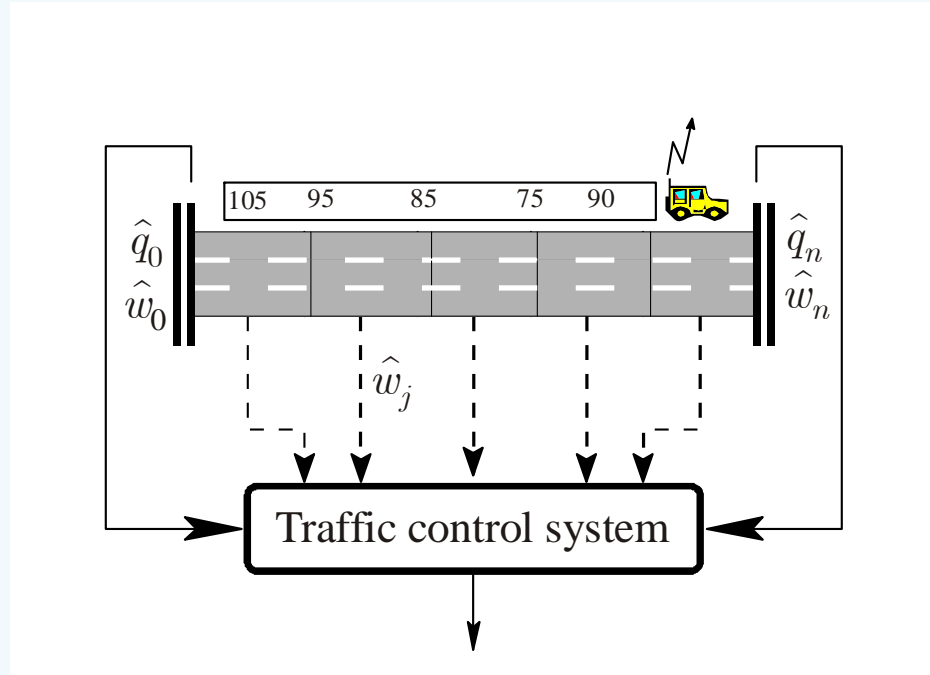 105 95 85 75 90
q̂₀
ŵ₀
q̂ₙ
ŵₙ
ŵⱼ
Traffic control system